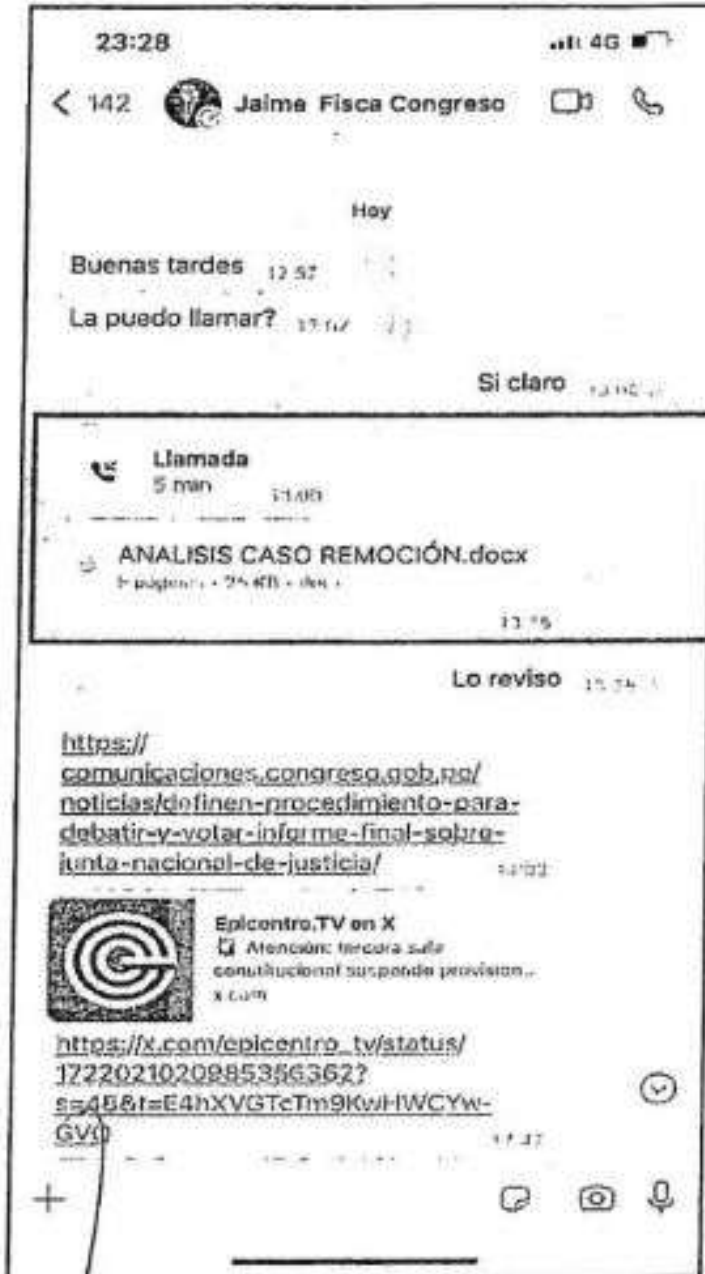 23:28 4G
142 Jaime Fisca Congreso
Hoy
Buenas tardes 12:57
La puedo llamar?
Si claro
Llamada
5 min
ANALISIS CASO REMOCIÓN.docx
Lo reviso
https://
comunicaciones.congreso.gob.pe/
noticias/definen-procedimiento-para-
debatir-y-votar-informe-final-sobre-
junta-nacional-de-justicia/
Epicentro.TV en X
Atención: tercera sala
constitucional suspende provision...
x.com
https://x.com/epicentro_tv/status/